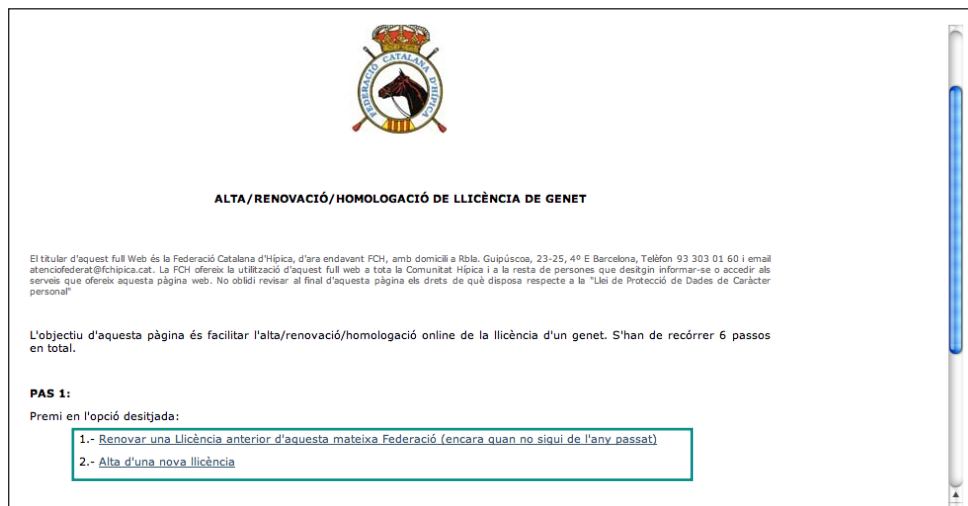 FEDERACIÓ CATALANA D'HÍPICA
ALTA/RENOVACIÓ/HOMOLOGACIÓ DE LLICÈNCIA DE GENET
El titular d'aquest full Web és la Federació Catalana d'Hípica, d'ara endavant FCH, amb domicili a Rbla. Guipúscoa, 23-25, 4º E Barcelona, Telèfon 93 303 01 60 i email
atenciofederat@fchipica.cat. La FCH ofereix la utilització d'aquest full web a tota la Comunitat Hípica i a la resta de persones que desitgin informar-se o accedir als
serveis que ofereix aquesta pàgina web. No oblidi revisar al final d'aquesta pàgina els drets de què disposa respecte a la "Llei de Protecció de Dades de Caràcter
personal"
L'objectiu d'aquesta pàgina és facilitar l'alta/renovació/homologació online de la llicència d'un genet. S'han de recórrer 6 passos
en total.
PAS 1:
Premi en l'opció desitjada:
1.- Renovar una Llicència anterior d'aquesta mateixa Federació (encara quan no sigui de l'any passat)
2.- Alta d'una nova llicència